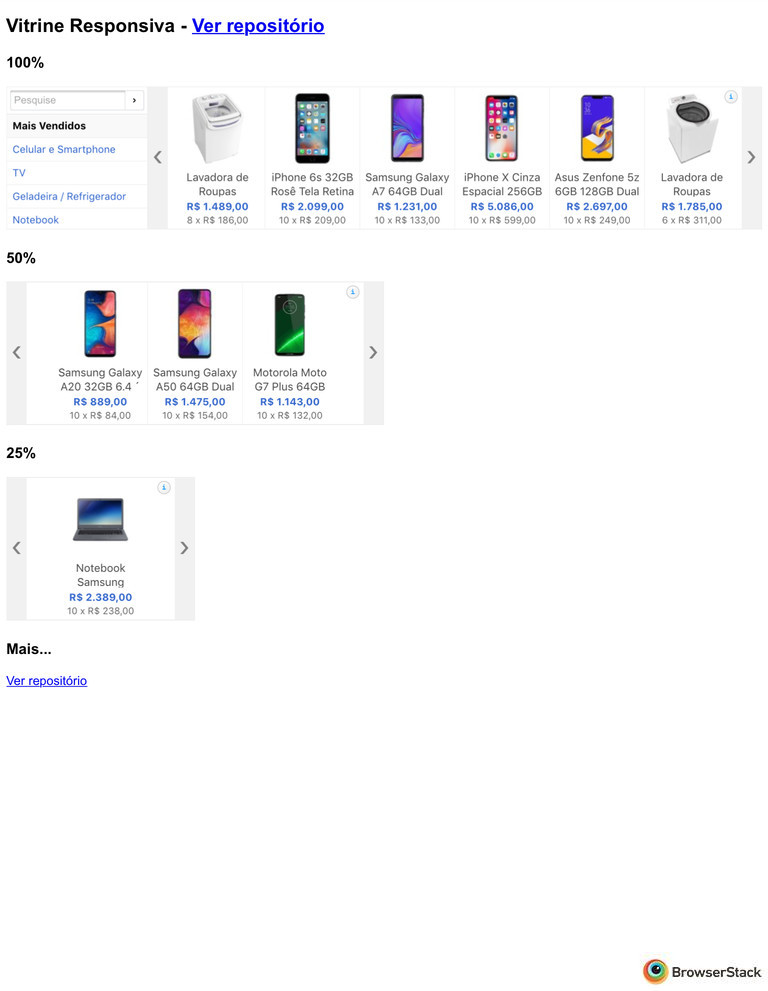 Vitrine Responsiva - Ver repositório
100%
Pesquise ›
Mais Vendidos
Celular e Smartphone
TV
Geladeira / Refrigerador
Notebook
Lavadora de
Roupas
R$ 1.489,00
8 x R$ 186,00
iPhone 6s 32GB
Rosê Tela Retina
R$ 2.099,00
10 x R$ 209,00
Samsung Galaxy
A7 64GB Dual
R$ 1.231,00
10 x R$ 133,00
iPhone X Cinza
Espacial 256GB
R$ 5.086,00
10 x R$ 599,00
Asus Zenfone 5z
6GB 128GB Dual
R$ 2.697,00
10 x R$ 249,00
Lavadora de
Roupas
R$ 1.785,00
6 x R$ 311,00
50%
Samsung Galaxy
A20 32GB 6.4 ´
R$ 889,00
10 x R$ 84,00
Samsung Galaxy
A50 64GB Dual
R$ 1.475,00
10 x R$ 154,00
Motorola Moto
G7 Plus 64GB
R$ 1.143,00
10 x R$ 132,00
25%
Notebook
Samsung
R$ 2.389,00
10 x R$ 238,00
Mais...
Ver repositório
BrowserStack